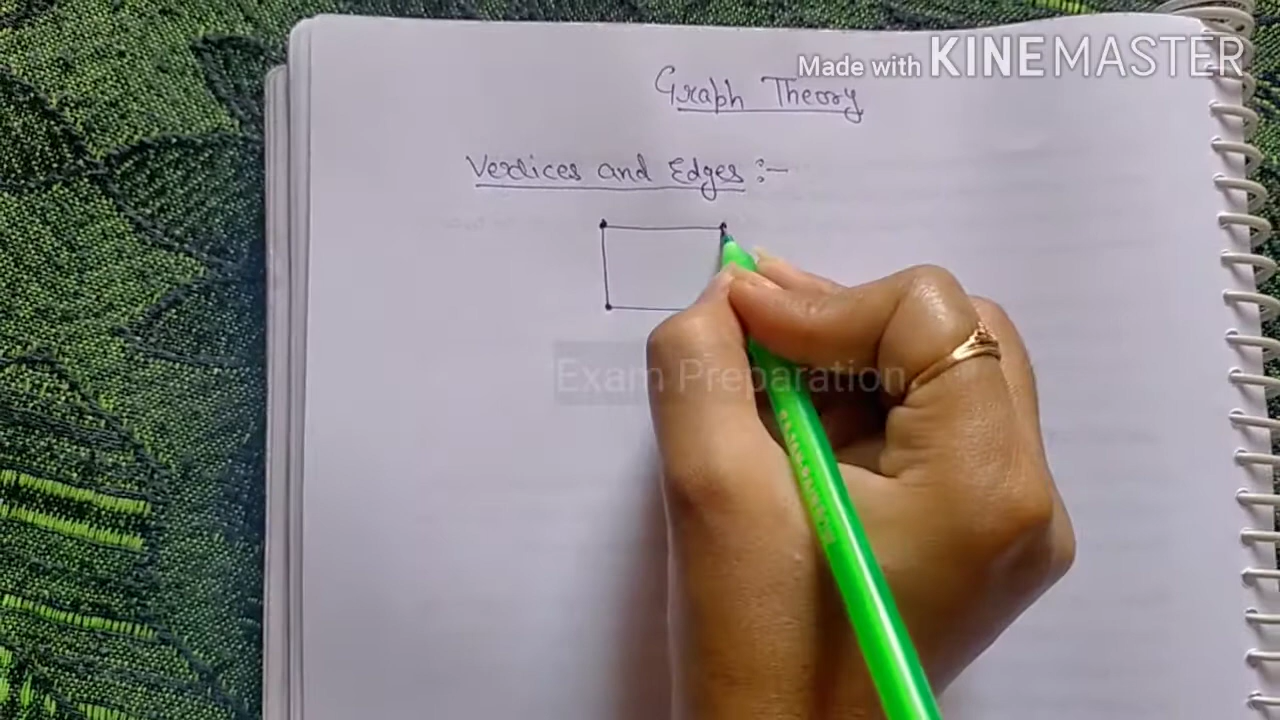 Made with KINEMASTER
Graph Theory
Vertices and Edges :-
Exam Preparation